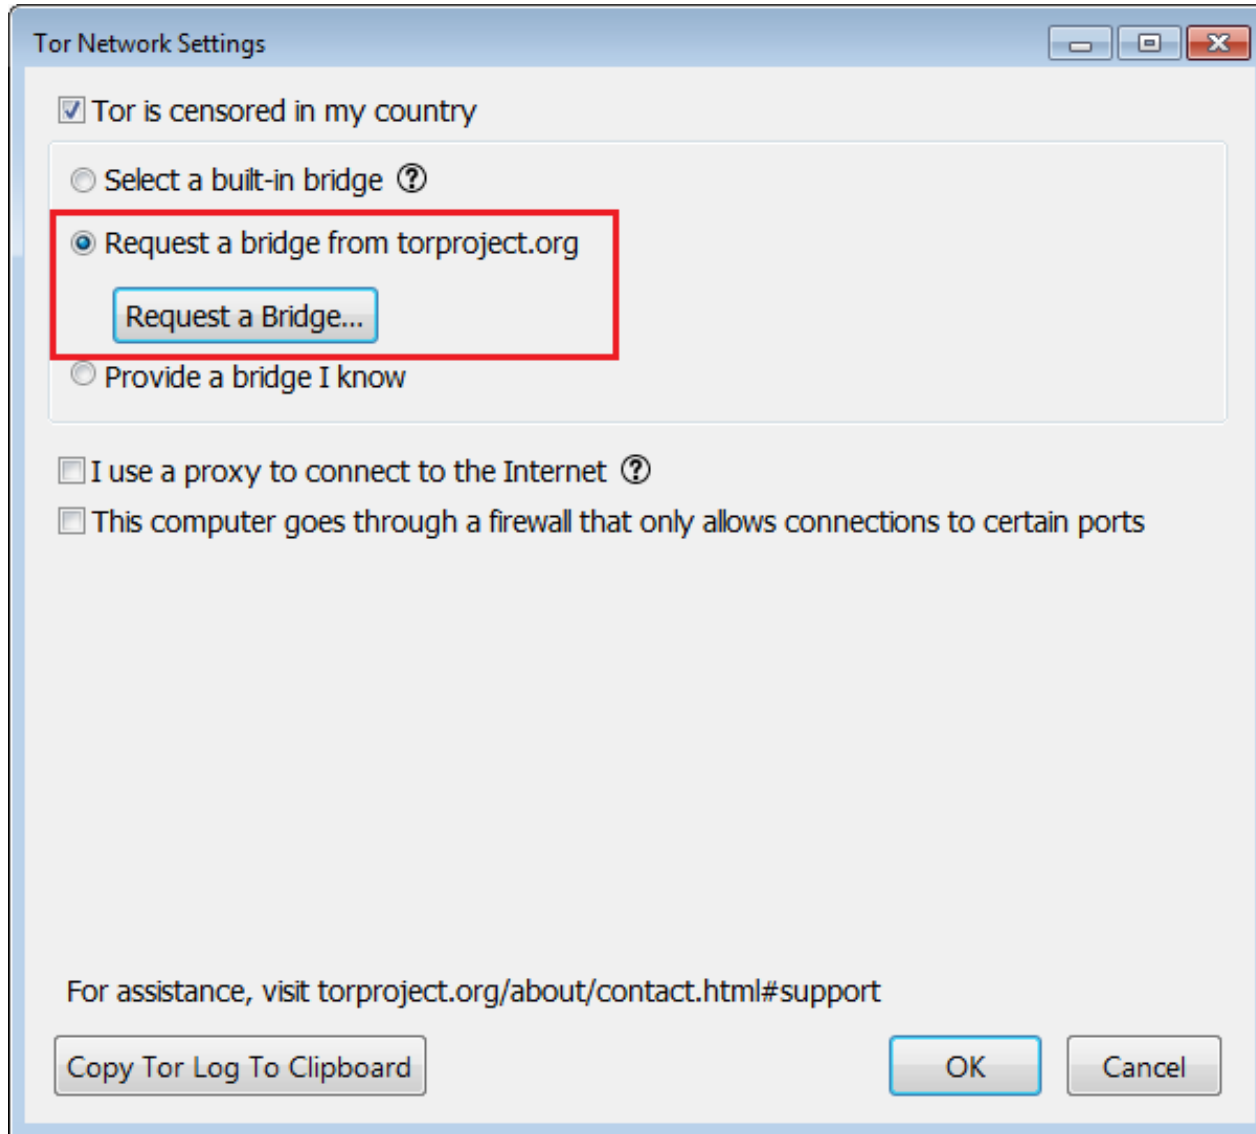 Tor Network Settings
Tor is censored in my country
Select a built-in bridge ?
Request a bridge from torproject.org
Request a Bridge...
Provide a bridge I know
I use a proxy to connect to the Internet ?
This computer goes through a firewall that only allows connections to certain ports
For assistance, visit torproject.org/about/contact.html#support
Copy Tor Log To Clipboard
OK
Cancel